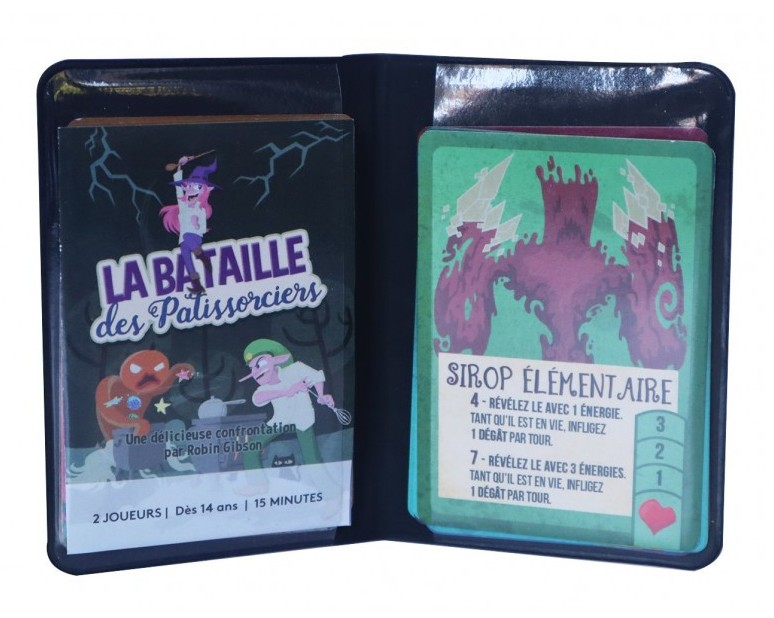 LA BATAILLE
des Patissorciers
Une délicieuse confrontation
par Robin Gibson
2 JOUEURS | Dès 14 ans | 15 MINUTES
SIROP ÉLÉMENTAIRE
4 - RÉVÉLEZ LE AVEC 1 ÉNERGIE.
TANT QU'IL EST EN VIE, INFLIGEZ
1 DÉGÂT PAR TOUR.
7 - RÉVÉLEZ LE AVEC 3 ÉNERGIES.
TANT QU'IL EST EN VIE, INFLIGEZ
1 DÉGÂT PAR TOUR.
3
2
1